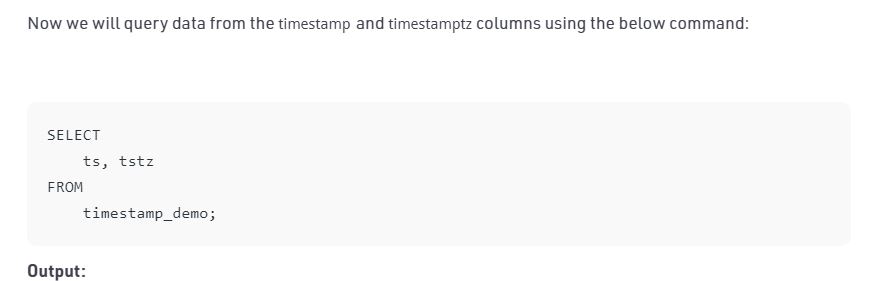 Now we will query data from the timestamp and timestamptz columns using the below command:
SELECT
    ts, tstz
FROM
    timestamp_demo;
Output: